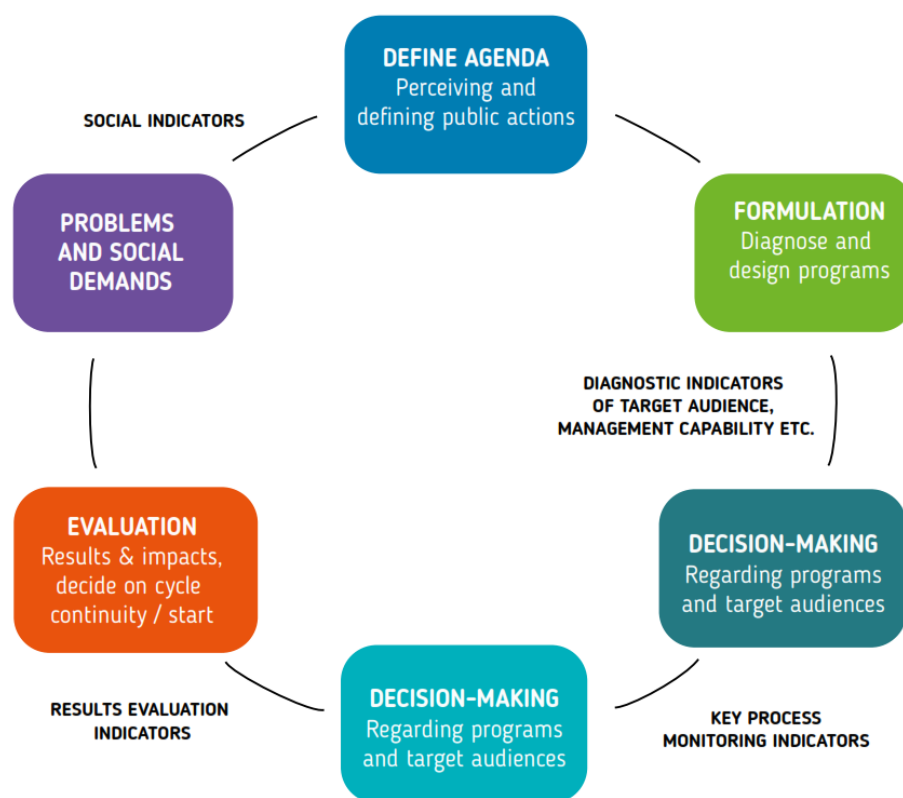 DEFINE AGENDA
Perceiving and
defining public actions
SOCIAL INDICATORS
PROBLEMS
AND SOCIAL
DEMANDS
FORMULATION
Diagnose and
design programs
DIAGNOSTIC INDICATORS
OF TARGET AUDIENCE,
MANAGEMENT CAPABILITY ETC.
EVALUATION
Results & impacts,
decide on cycle
continuity / start
DECISION-MAKING
Regarding programs
and target audiences
DECISION-MAKING
Regarding programs
and target audiences
RESULTS EVALUATION
INDICATORS
KEY PROCESS
MONITORING INDICATORS